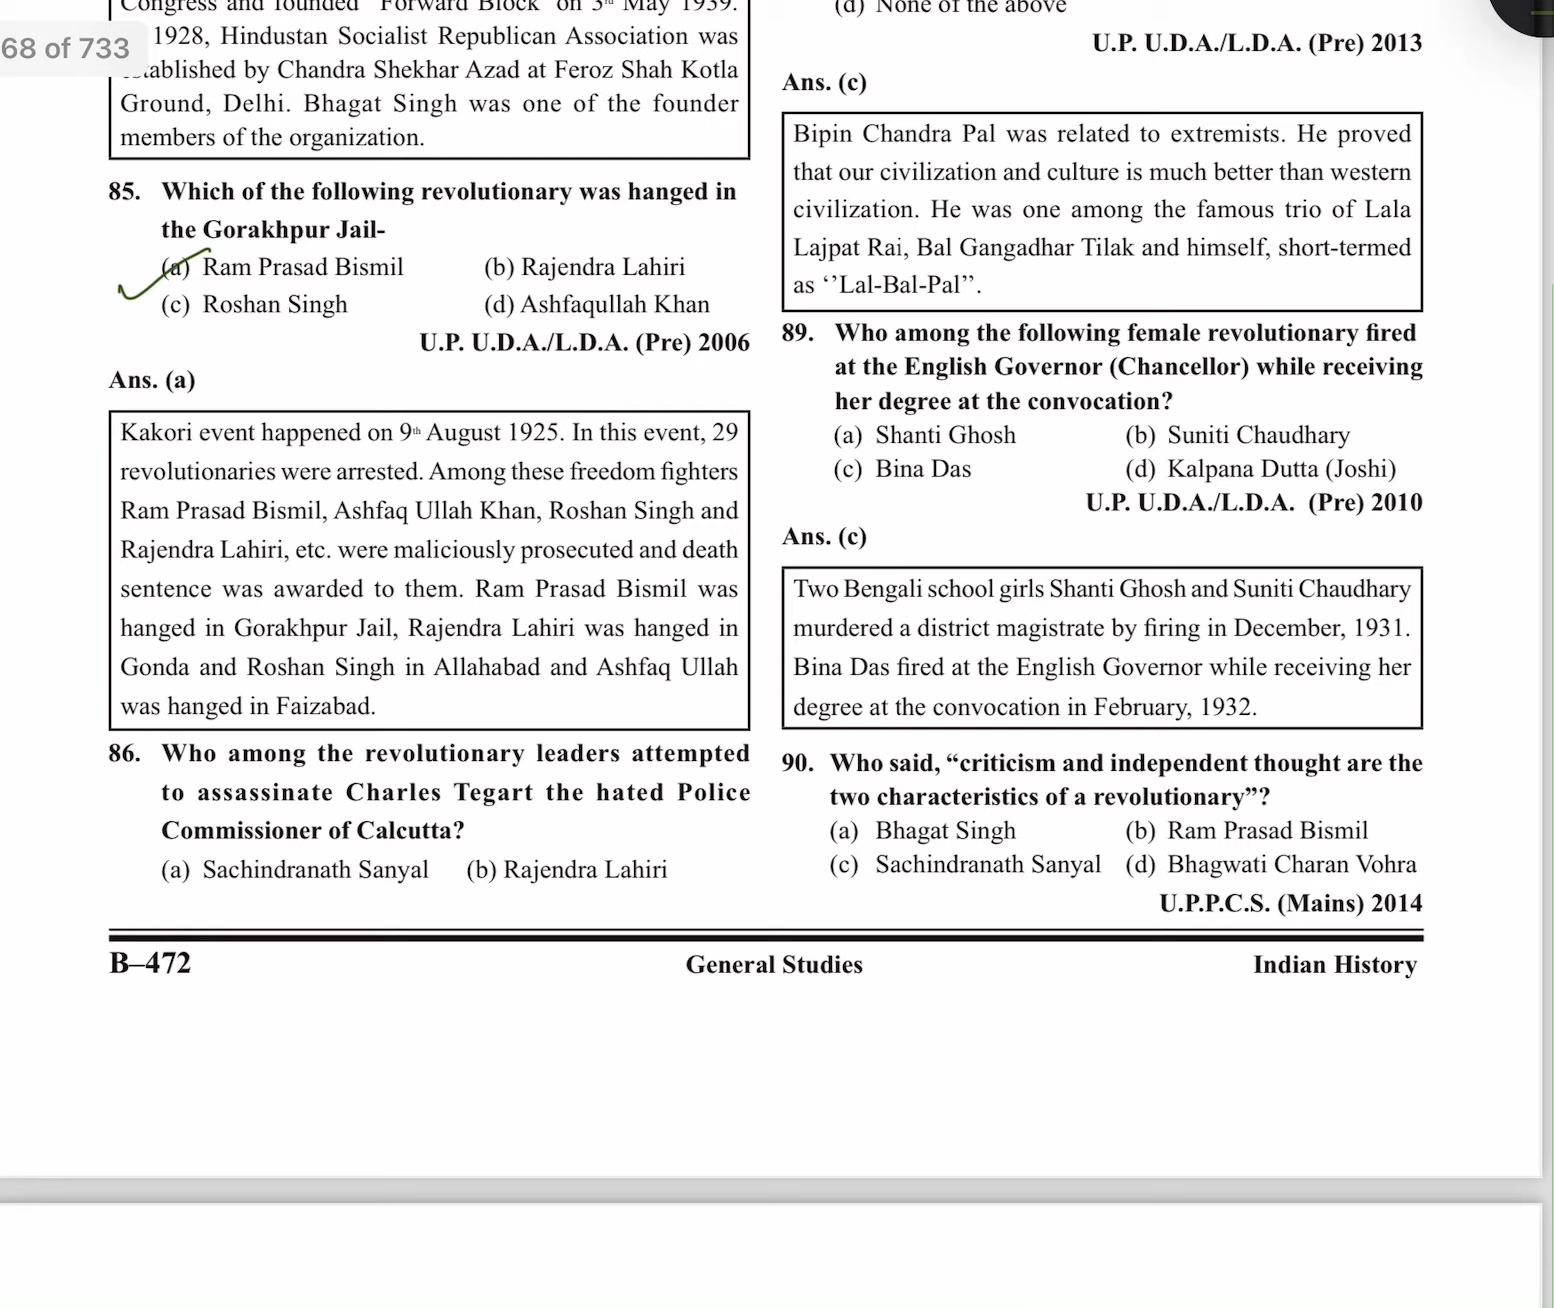 Congress and founded "Forward Block" on 3rd May 1939.
68 of 733
1928, Hindustan Socialist Republican Association was
established by Chandra Shekhar Azad at Feroz Shah Kotla
Ground, Delhi. Bhagat Singh was one of the founder
members of the organization.
85. Which of the following revolutionary was hanged in
the Gorakhpur Jail-
(a) Ram Prasad Bismil (b) Rajendra Lahiri
(c) Roshan Singh (d) Ashfaqullah Khan
U.P. U.D.A./L.D.A. (Pre) 2006
Ans. (a)
Kakori event happened on 9th August 1925. In this event, 29
revolutionaries were arrested. Among these freedom fighters
Ram Prasad Bismil, Ashfaq Ullah Khan, Roshan Singh and
Rajendra Lahiri, etc. were maliciously prosecuted and death
sentence was awarded to them. Ram Prasad Bismil was
hanged in Gorakhpur Jail, Rajendra Lahiri was hanged in
Gonda and Roshan Singh in Allahabad and Ashfaq Ullah
was hanged in Faizabad.
86. Who among the revolutionary leaders attempted
to assassinate Charles Tegart the hated Police
Commissioner of Calcutta?
(a) Sachindranath Sanyal (b) Rajendra Lahiri
(d) None of the above
U.P. U.D.A./L.D.A. (Pre) 2013
Ans. (c)
Bipin Chandra Pal was related to extremists. He proved
that our civilization and culture is much better than western
civilization. He was one among the famous trio of Lala
Lajpat Rai, Bal Gangadhar Tilak and himself, short-termed
as ‘’Lal-Bal-Pal’’.
89. Who among the following female revolutionary fired
at the English Governor (Chancellor) while receiving
her degree at the convocation?
(a) Shanti Ghosh (b) Suniti Chaudhary
(c) Bina Das (d) Kalpana Dutta (Joshi)
U.P. U.D.A./L.D.A. (Pre) 2010
Ans. (c)
Two Bengali school girls Shanti Ghosh and Suniti Chaudhary
murdered a district magistrate by firing in December, 1931.
Bina Das fired at the English Governor while receiving her
degree at the convocation in February, 1932.
90. Who said, “criticism and independent thought are the
two characteristics of a revolutionary”?
(a) Bhagat Singh (b) Ram Prasad Bismil
(c) Sachindranath Sanyal (d) Bhagwati Charan Vohra
U.P.P.C.S. (Mains) 2014
B–472 General Studies Indian History